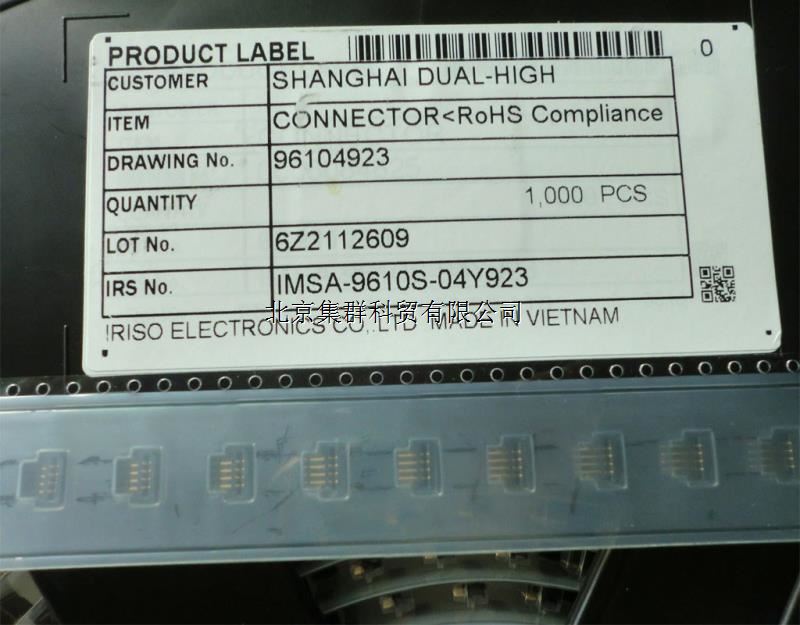 PRODUCT LABEL
0
CUSTOMER SHANGHAI DUAL-HIGH
ITEM CONNECTOR<RoHS Compliance
DRAWING No. 96104923
QUANTITY 1,000 PCS
LOT No. 6Z2112609
IRS No. IMSA-9610S-04Y923
北京集群科贸有限公司
IRISO ELECTRONICS CO,.LTD MADE IN VIETNAM